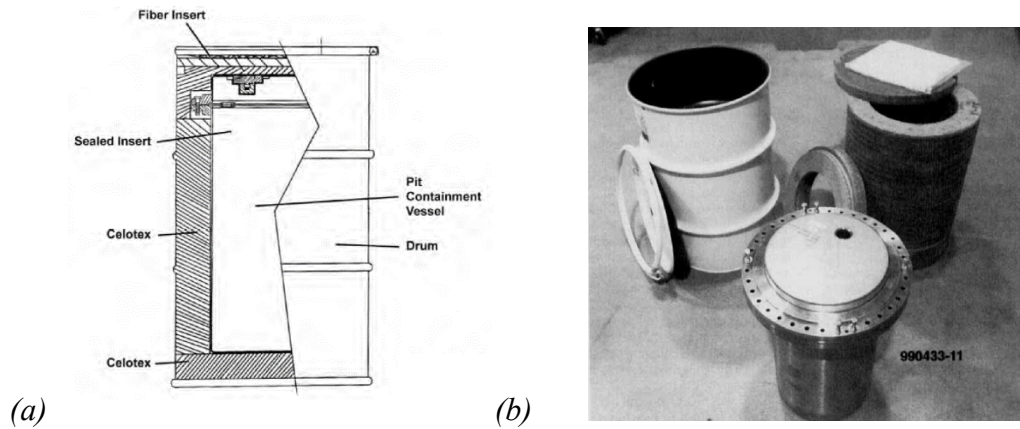 Fiber Insert
Sealed Insert
Pit
Containment
Vessel
Celotex
Drum
Celotex
990433-11
(a)
(b)